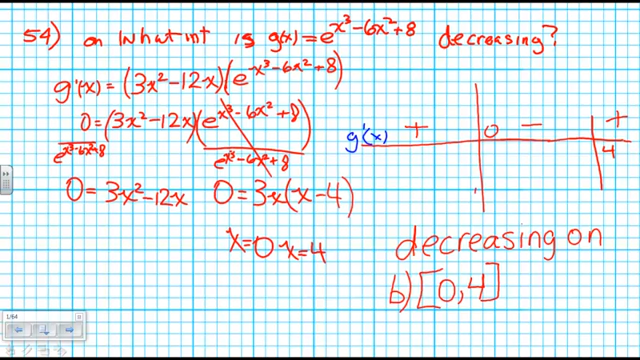 54) on What int is g(x) = e^(x³ - 6x² + 8) decreasing?
g'(x) = (3x² - 12x)(e^(-x³ - 6x² + 8))
0 = (3x² - 12x)(e^(x³ - 6x² + 8))
e^(x³ - 6x² + 8) e^(x³ - 6x² + 8)
0 = 3x² - 12x 0 = 3x(x - 4)
x = 0 x = 4
g'(x) + 0 − +
4
decreasing on
b) [0, 4]
1/64